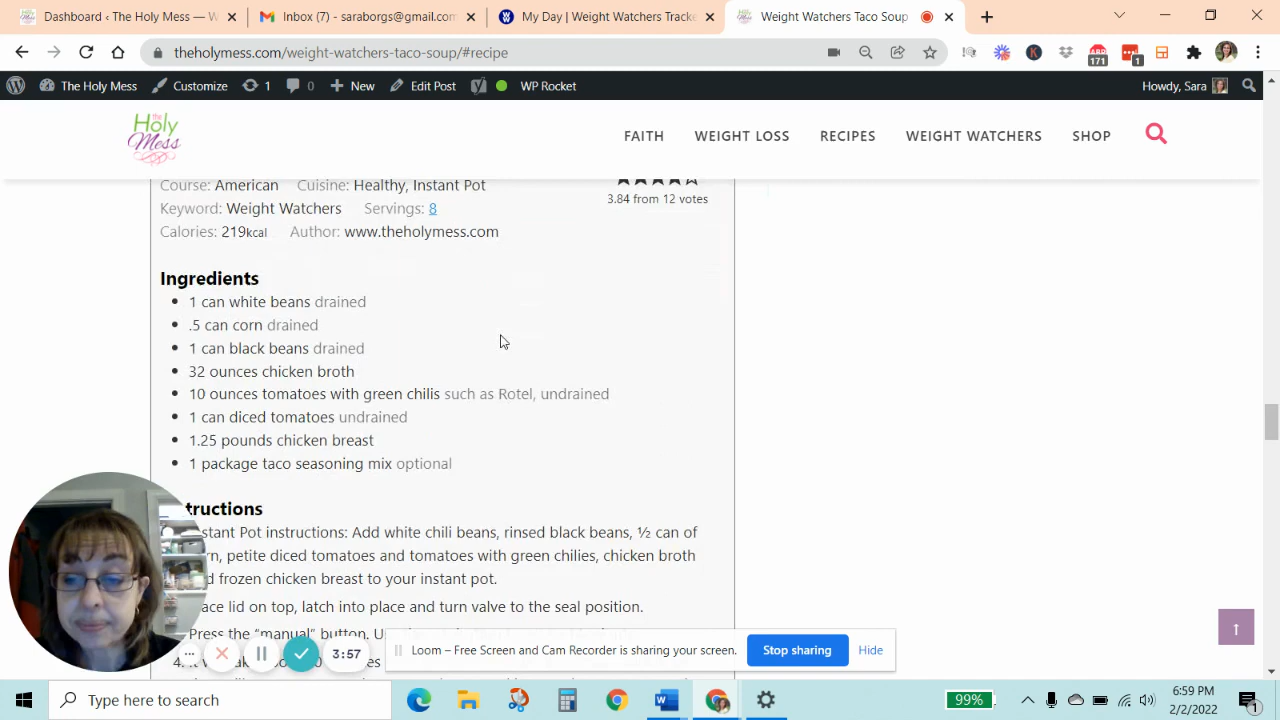 Dashboard ‹ The Holy Mess — W
Inbox (7) - saraborgs@gmail.com
My Day | Weight Watchers Tracke
Weight Watchers Taco Soup
theholymess.com/weight-watchers-taco-soup/#recipe
171
1
The Holy Mess
Customize
1
0
New
Edit Post
WP Rocket
Howdy, Sara
the Holy Mess
FAITH
WEIGHT LOSS
RECIPES
WEIGHT WATCHERS
SHOP
Course: American Cuisine: Healthy, Instant Pot
3.84 from 12 votes
Keyword: Weight Watchers Servings: 8
Calories: 219kcal Author: www.theholymess.com
Ingredients
1 can white beans drained
.5 can corn drained
1 can black beans drained
32 ounces chicken broth
10 ounces tomatoes with green chilis such as Rotel, undrained
1 can diced tomatoes undrained
1.25 pounds chicken breast
1 package taco seasoning mix optional
tructions
stant Pot instructions: Add white chili beans, rinsed black beans, ½ can of
rn, petite diced tomatoes and tomatoes with green chilies, chicken broth
d frozen chicken breast to your instant pot.
ace lid on top, latch into place and turn valve to the seal position.
Press the “manual” button. U
3:57
Loom – Free Screen and Cam Recorder is sharing your screen.
Stop sharing
Hide
Type here to search
99%
6:59 PM
2/2/2022
1